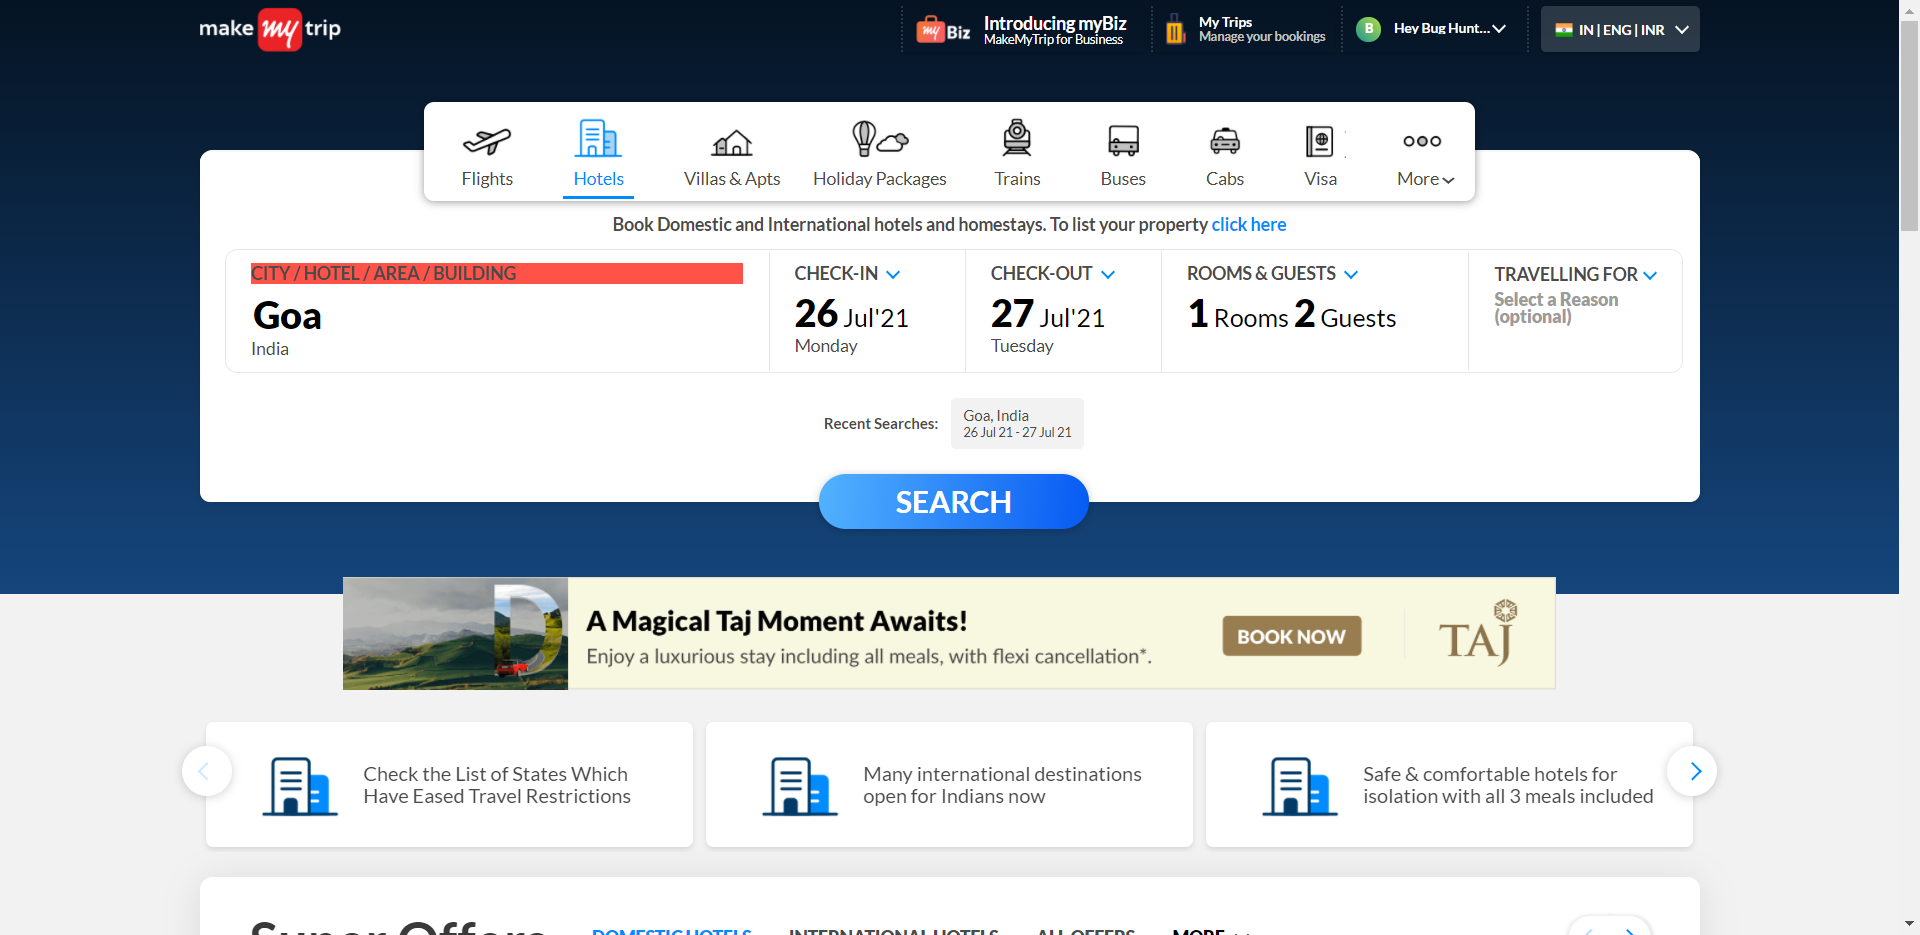 make my trip
my Biz
Introducing myBiz
MakeMyTrip for Business
My Trips
Manage your bookings
B
Hey Bug Hunt...
IN | ENG | INR
Flights
Hotels
Villas & Apts
Holiday Packages
Trains
Buses
Cabs
Visa
More
Book Domestic and International hotels and homestays. To list your property click here
CITY / HOTEL / AREA / BUILDING
Goa
India
CHECK-IN
26 Jul'21
Monday
CHECK-OUT
27 Jul'21
Tuesday
ROOMS & GUESTS
1 Rooms 2 Guests
TRAVELLING FOR
Select a Reason
(optional)
Recent Searches:
Goa, India
26 Jul 21 - 27 Jul 21
SEARCH
D
A Magical Taj Moment Awaits!
Enjoy a luxurious stay including all meals, with flexi cancellation*.
BOOK NOW
TAJ
Check the List of States Which
Have Eased Travel Restrictions
Many international destinations
open for Indians now
Safe & comfortable hotels for
isolation with all 3 meals included
Super Offers
DOMESTIC HOTELS
INTERNATIONAL HOTELS
ALL OFFERS
MORE